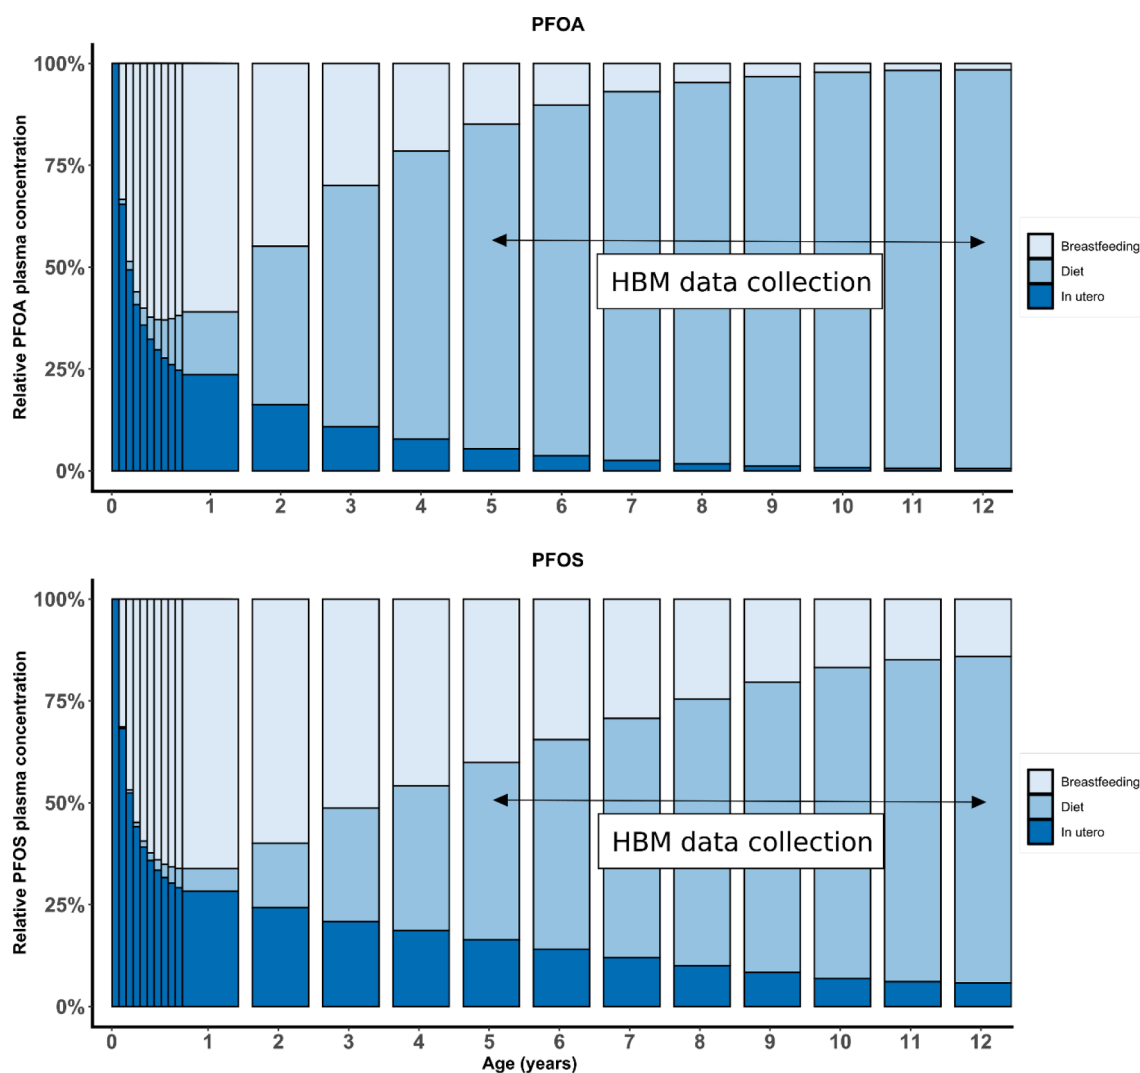 PFOA
Relative PFOA plasma concentration
100%
75%
50%
25%
0%
HBM data collection
0 1 2 3 4 5 6 7 8 9 10 11 12
Breastfeeding
Diet
In utero
PFOS
Relative PFOS plasma concentration
100%
75%
50%
25%
0%
HBM data collection
0 1 2 3 4 5 6 7 8 9 10 11 12
Age (years)
Breastfeeding
Diet
In utero